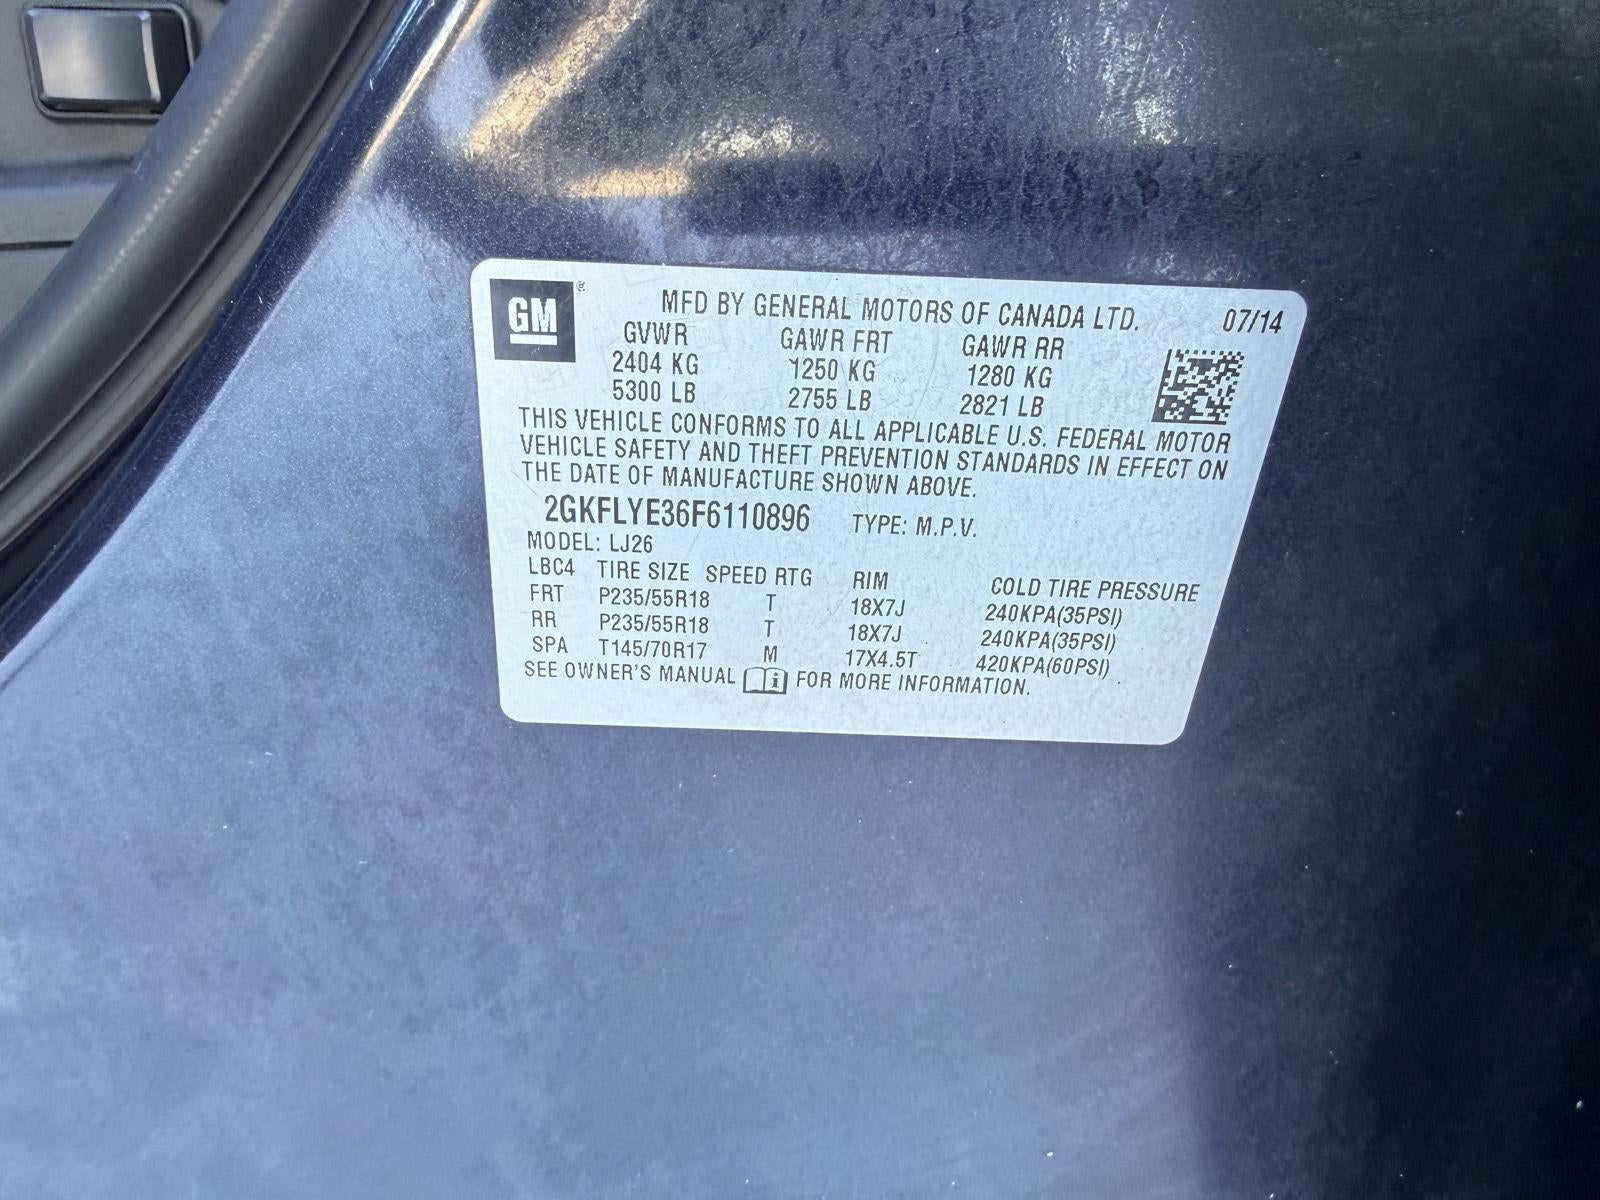 GM
MFD BY GENERAL MOTORS OF CANADA LTD. 07/14
GVWR GAWR FRT GAWR RR
2404 KG 1250 KG 1280 KG
5300 LB 2755 LB 2821 LB
THIS VEHICLE CONFORMS TO ALL APPLICABLE U.S. FEDERAL MOTOR
VEHICLE SAFETY AND THEFT PREVENTION STANDARDS IN EFFECT ON
THE DATE OF MANUFACTURE SHOWN ABOVE.
2GKFLYE36F6110896 TYPE: M.P.V.
MODEL: LJ26
LBC4 TIRE SIZE SPEED RTG RIM COLD TIRE PRESSURE
FRT P235/55R18 T 18X7J 240KPA(35PSI)
RR P235/55R18 T 18X7J 240KPA(35PSI)
SPA T145/70R17 M 17X4.5T 420KPA(60PSI)
SEE OWNER'S MANUAL i FOR MORE INFORMATION.